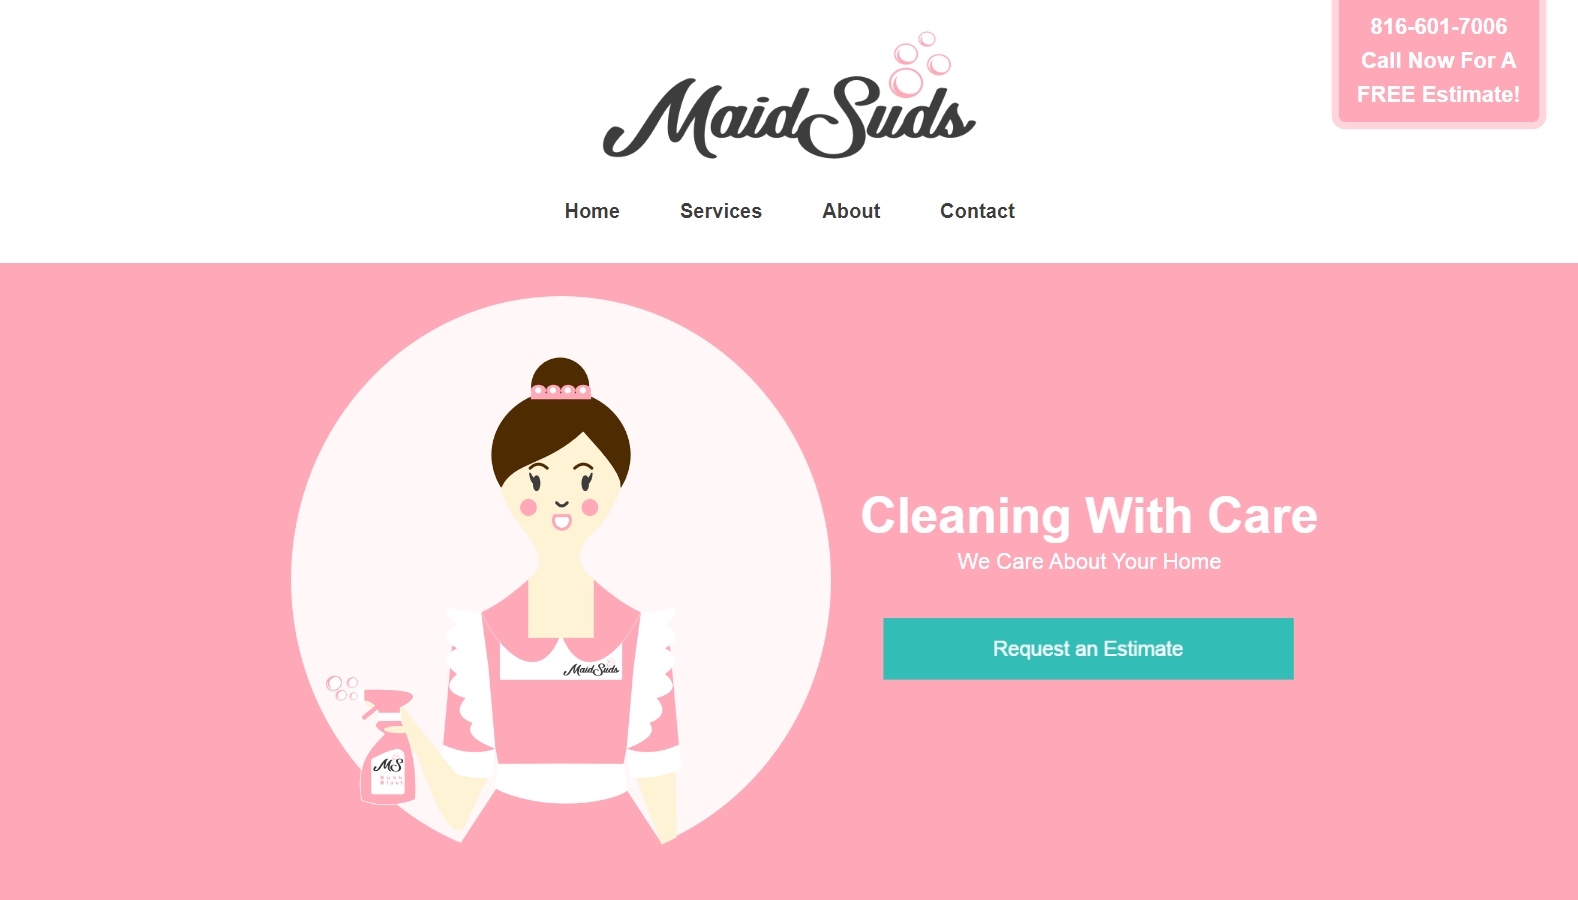 816-601-7006
Call Now For A
FREE Estimate!
MaidSuds
Home Services About Contact
Cleaning With Care
We Care About Your Home
Request an Estimate
MaidSuds
MS